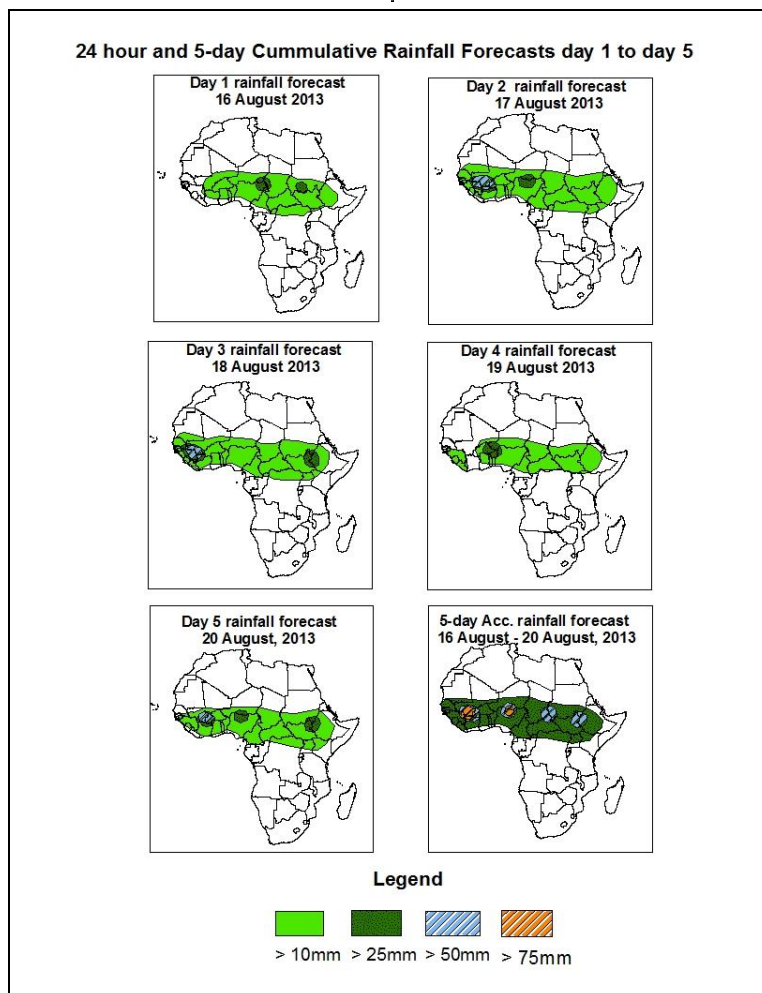 24 hour and 5-day Cummulative Rainfall Forecasts day 1 to day 5
Day 1 rainfall forecast
16 August 2013
Day 2 rainfall forecast
17 August 2013
Day 3 rainfall forecast
18 August 2013
Day 4 rainfall forecast
19 August 2013
Day 5 rainfall forecast
20 August, 2013
5-day Acc. rainfall forecast
16 August - 20 August, 2013
Legend
> 10mm > 25mm > 50mm > 75mm